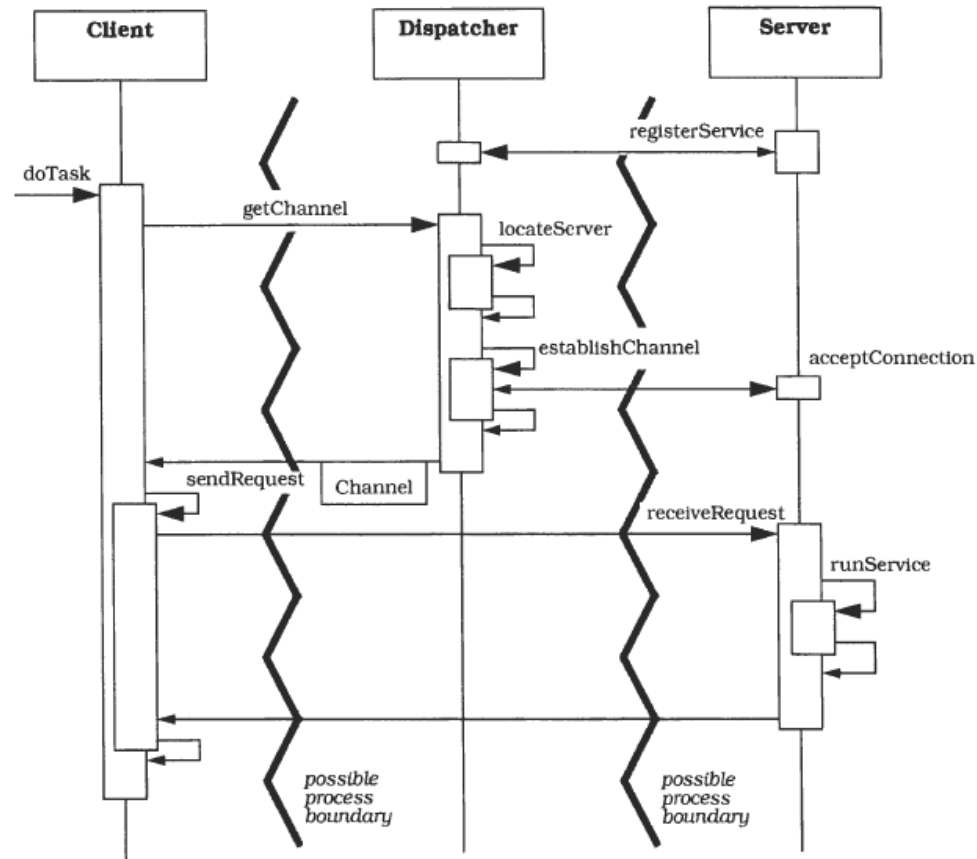 Client
Dispatcher
Server
registerService
doTask
getChannel
locateServer
establishChannel
acceptConnection
sendRequest
Channel
receiveRequest
runService
possible
process
boundary
possible
process
boundary